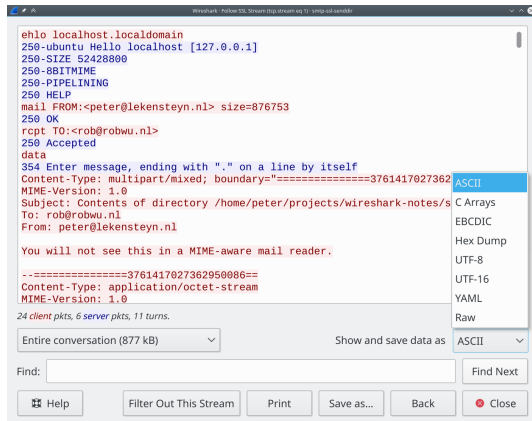 Wireshark · Follow SSL Stream (tcp.stream eq 1) · smtp-ssl-senddir
ehlo localhost.localdomain
250-ubuntu Hello localhost [127.0.0.1]
250-SIZE 52428800
250-8BITMIME
250-PIPELINING
250 HELP
mail FROM:<peter@lekensteyn.nl> size=876753
250 OK
rcpt TO:<rob@robwu.nl>
250 Accepted
data
354 Enter message, ending with "." on a line by itself
Content-Type: multipart/mixed; boundary="===============3761417027362
MIME-Version: 1.0
Subject: Contents of directory /home/peter/projects/wireshark-notes/s
To: rob@robwu.nl
From: peter@lekensteyn.nl
You will not see this in a MIME-aware mail reader.
--===============3761417027362950086==
Content-Type: application/octet-stream
MIME-Version: 1.0
ASCII
C Arrays
EBCDIC
Hex Dump
UTF-8
UTF-16
YAML
Raw
24 client pkts, 6 server pkts, 11 turns.
Entire conversation (877 kB)
Show and save data as
ASCII
Find:
Find Next
Help
Filter Out This Stream
Print
Save as...
Back
Close